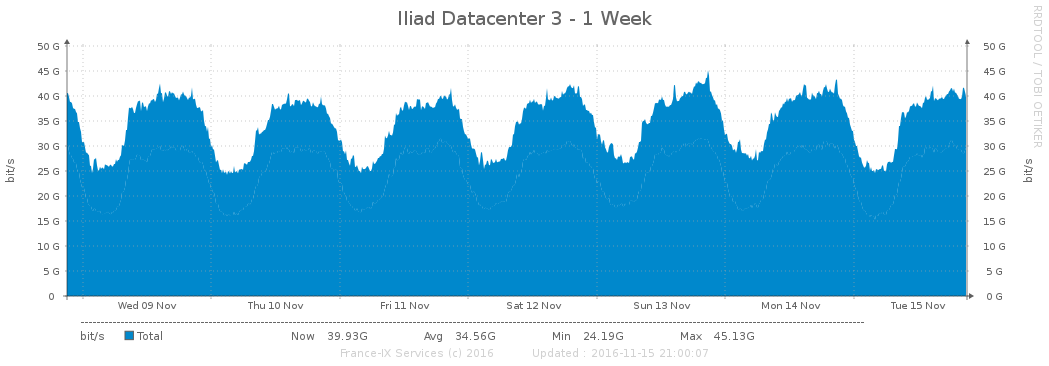 Iliad Datacenter 3 - 1 Week
RRDTOOL / TOBI OETIKER
50 G 50 G
45 G 45 G
40 G 40 G
35 G 35 G
30 G 30 G
25 G 25 G
20 G 20 G
15 G 15 G
10 G 10 G
5 G 5 G
0 0 G
bit/s bit/s
Wed 09 Nov Thu 10 Nov Fri 11 Nov Sat 12 Nov Sun 13 Nov Mon 14 Nov Tue 15 Nov
bit/s Total Now 39.93G Avg 34.56G Min 24.19G Max 45.13G
France-IX Services (c) 2016 Updated : 2016-11-15 21:00:07